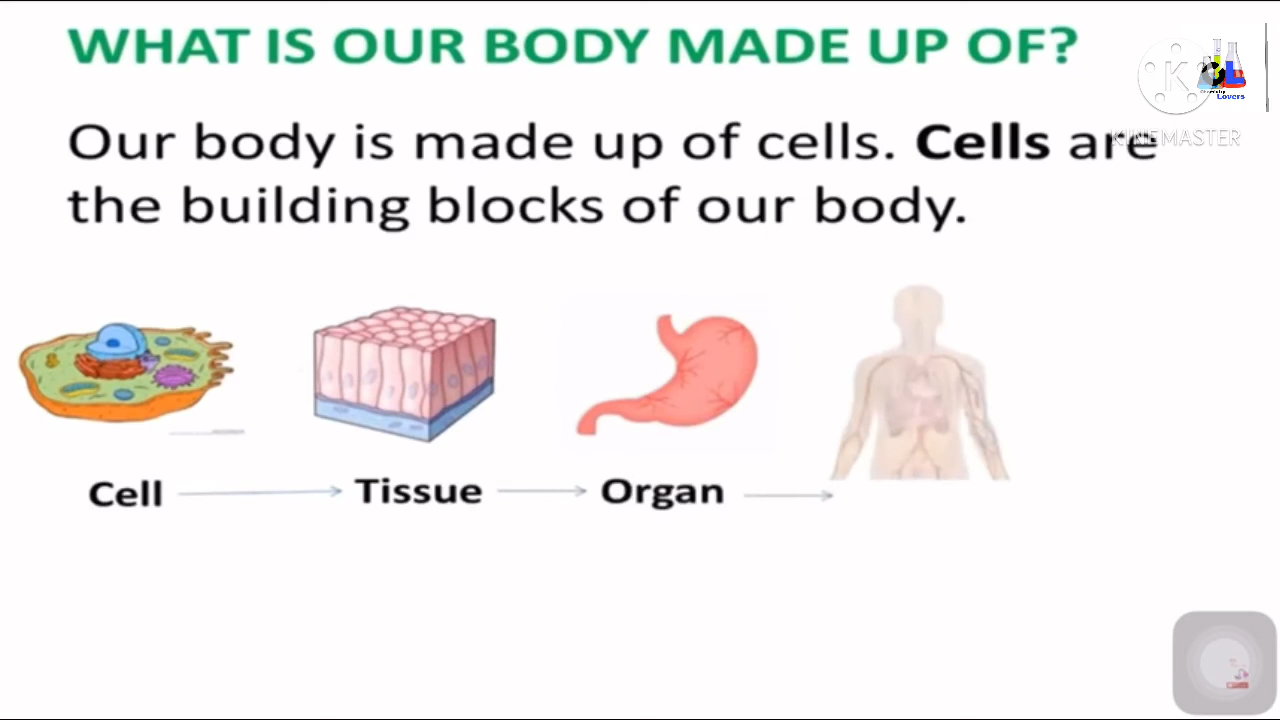 WHAT IS OUR BODY MADE UP OF?
Our body is made up of cells. Cells are
the building blocks of our body.
Cell
Tissue
Organ
K
KINEMASTER
Lovers